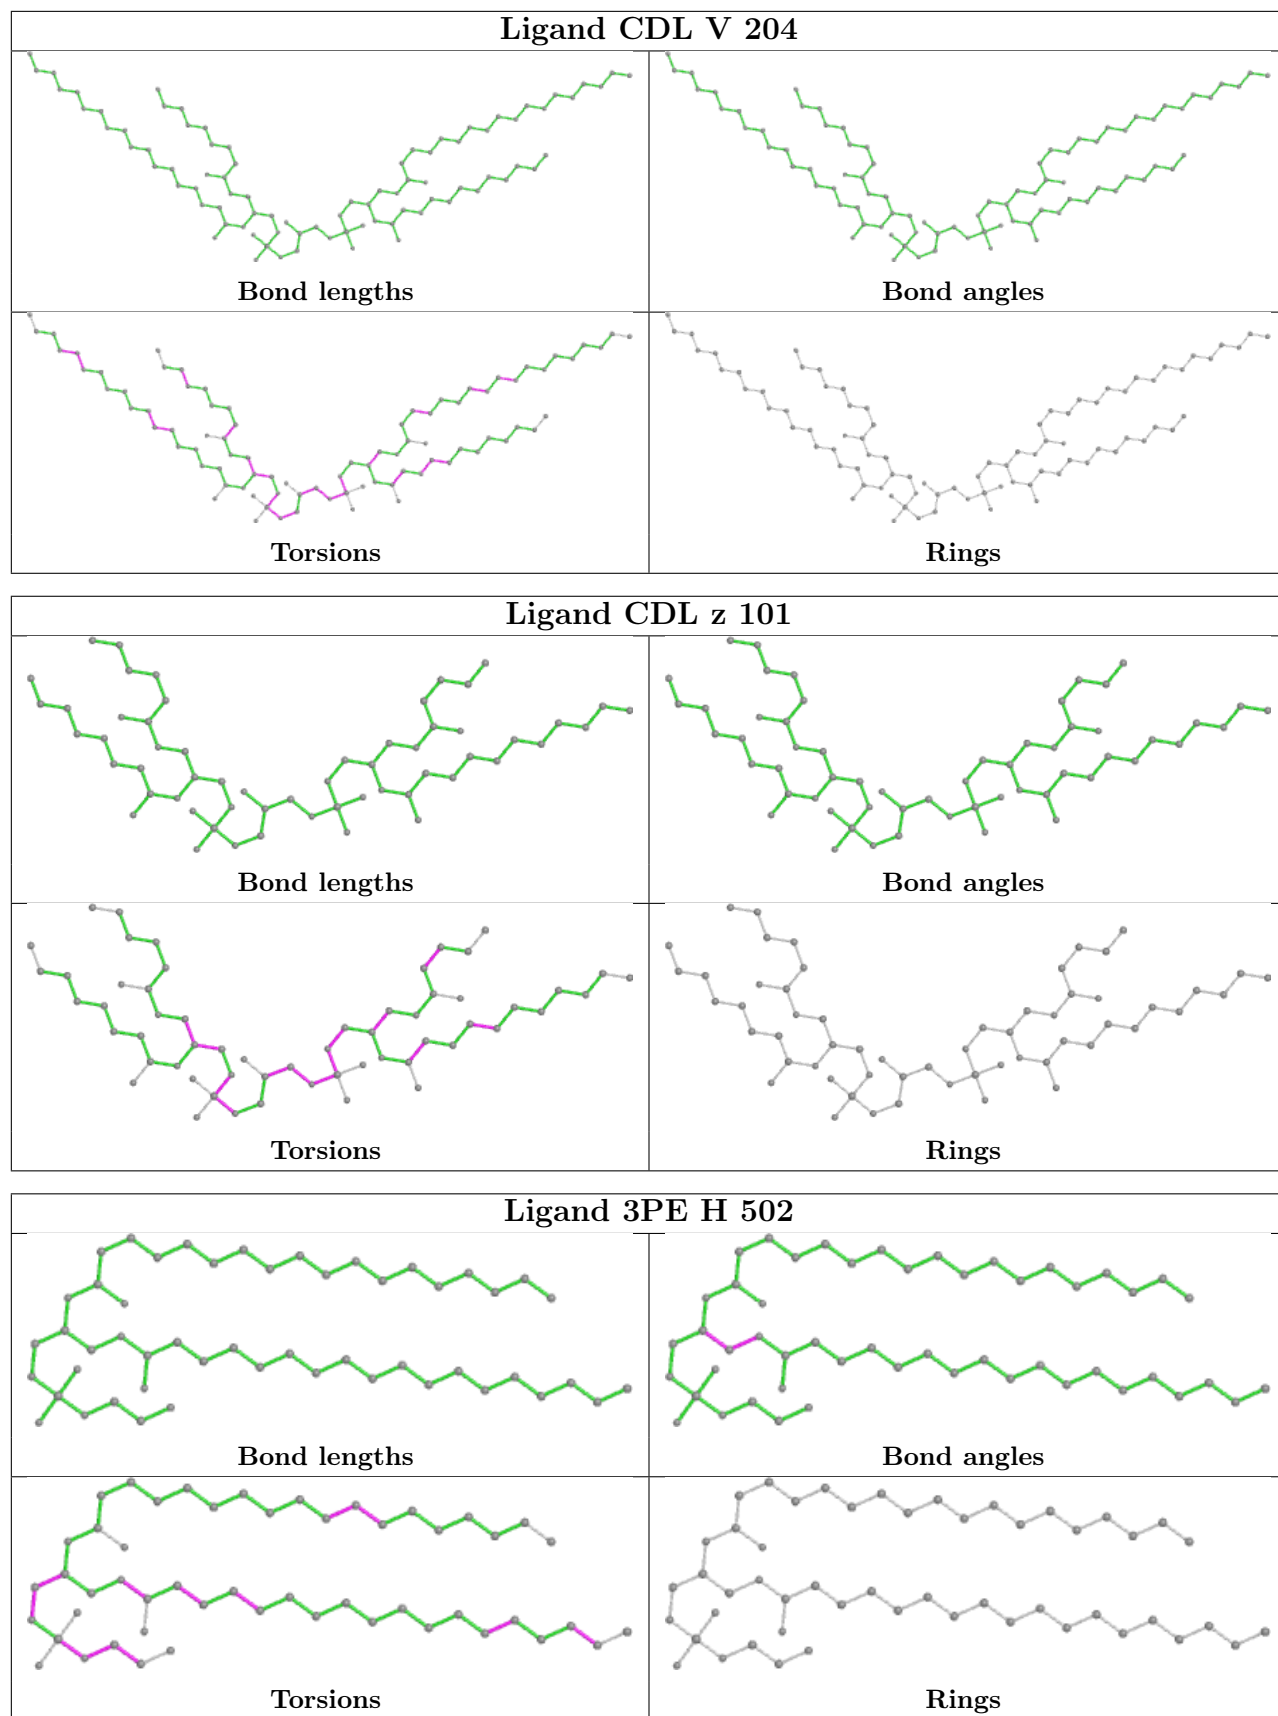 Ligand CDL V 204
Bond lengths
Bond angles
Torsions
Rings
Ligand CDL z 101
Bond lengths
Bond angles
Torsions
Rings
Ligand 3PE H 502
Bond lengths
Bond angles
Torsions
Rings